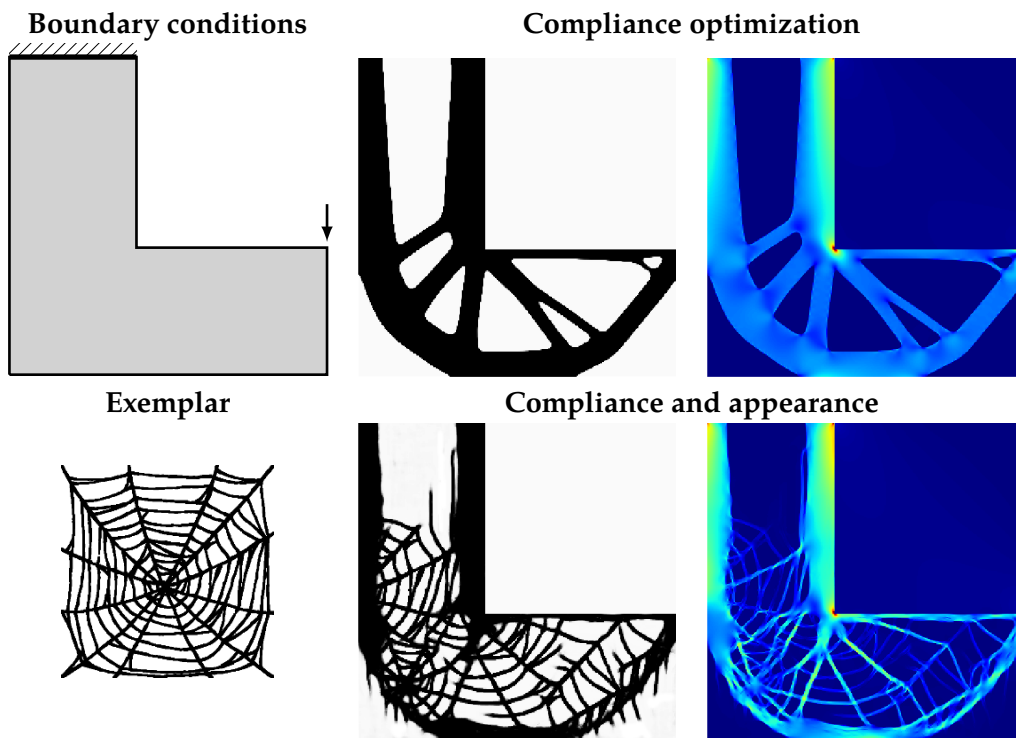 Boundary conditions
Compliance optimization
Exemplar
Compliance and appearance